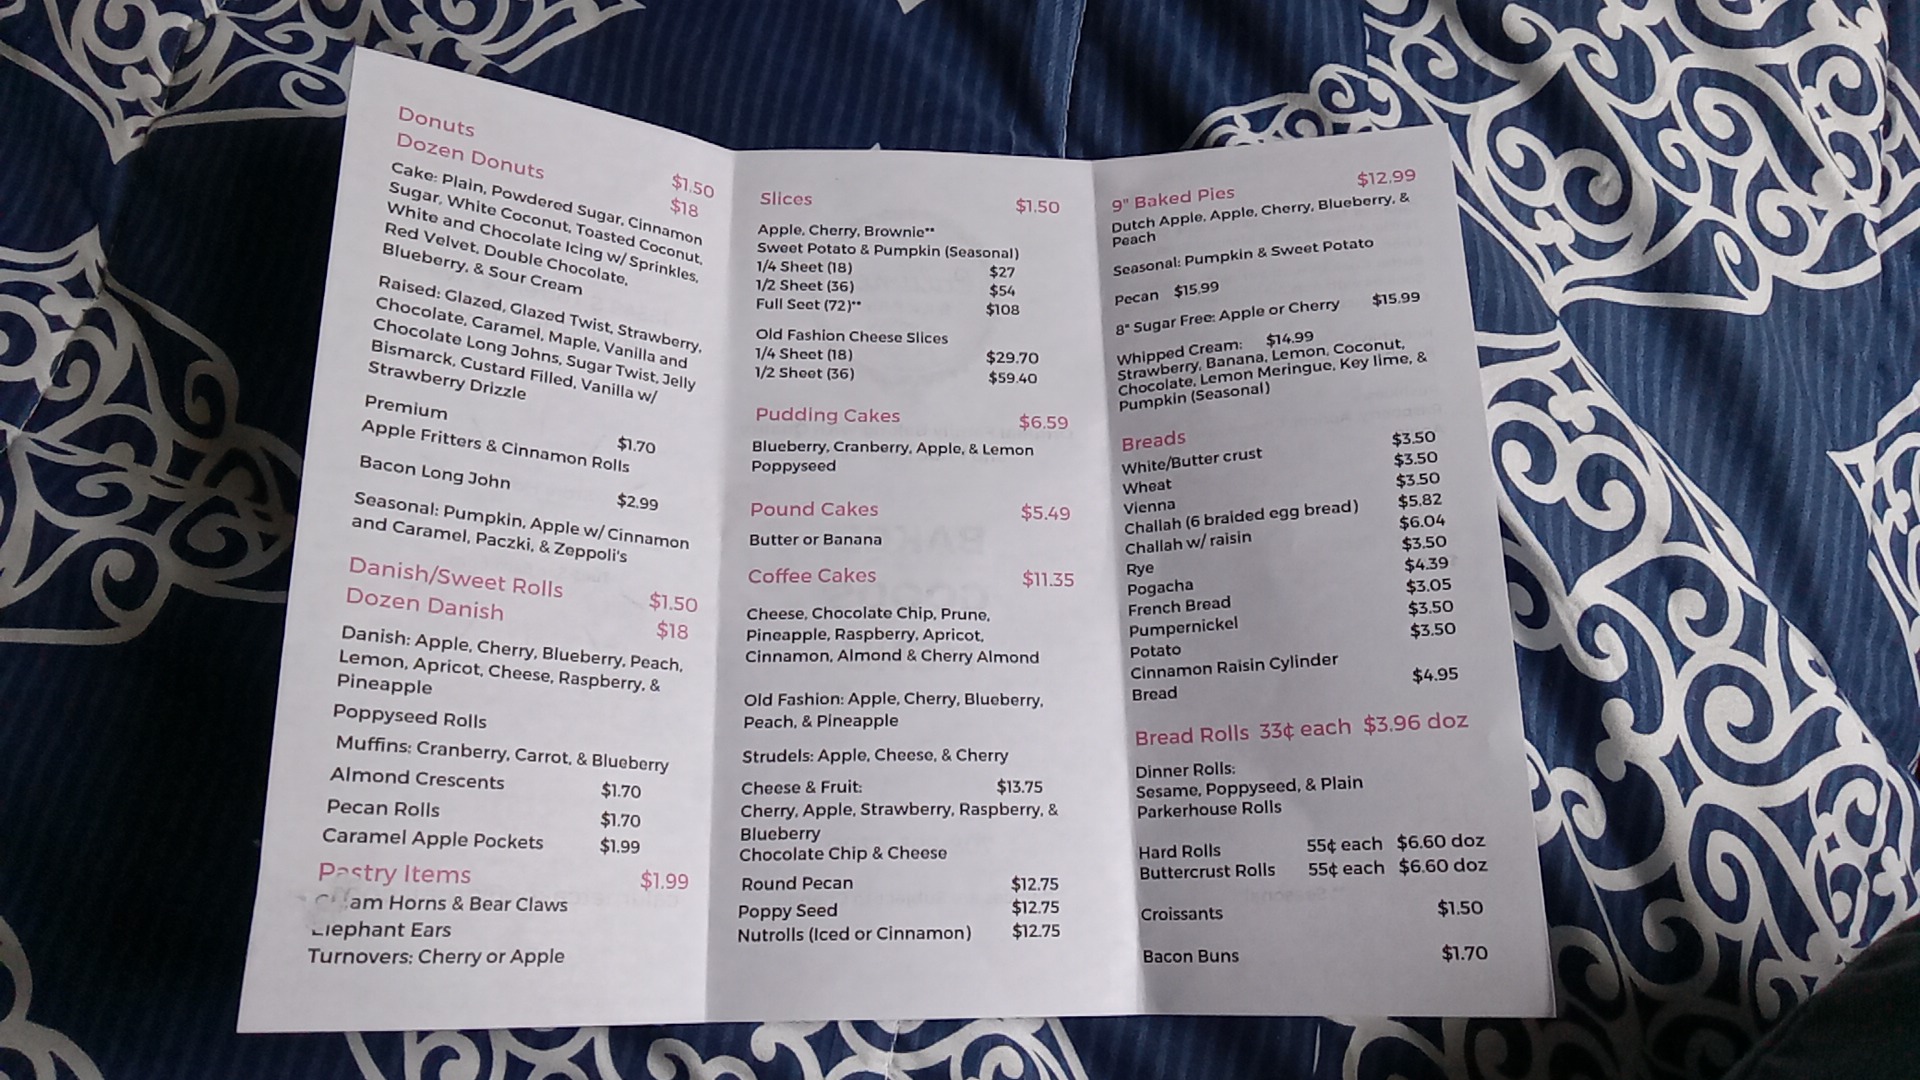 Donuts $1.50
Dozen Donuts $18
Cake: Plain, Powdered Sugar, Cinnamon
Sugar, White Coconut, Toasted Coconut,
White and Chocolate Icing w/ Sprinkles,
Red Velvet, Double Chocolate,
Blueberry, & Sour Cream
Raised: Glazed, Glazed Twist, Strawberry,
Chocolate, Caramel, Maple, Vanilla and
Chocolate Long Johns, Sugar Twist, Jelly
Bismarck, Custard Filled, Vanilla w/
Strawberry Drizzle
Premium $1.70
Apple Fritters & Cinnamon Rolls
Bacon Long John $2.99
Seasonal: Pumpkin, Apple w/ Cinnamon
and Caramel, Paczki, & Zeppoli's
Danish/Sweet Rolls $1.50
Dozen Danish $18
Danish: Apple, Cherry, Blueberry, Peach,
Lemon, Apricot, Cheese, Raspberry, &
Pineapple
Poppyseed Rolls
Muffins: Cranberry, Carrot, & Blueberry
Almond Crescents $1.70
Pecan Rolls $1.70
Caramel Apple Pockets $1.99
Pastry Items $1.99
Horns & Bear Claws
Elephant Ears
Turnovers: Cherry or Apple
Slices $1.50
Apple, Cherry, Brownie**
Sweet Potato & Pumpkin (Seasonal)
1/4 Sheet (18) $27
1/2 Sheet (36) $54
Full Seet (72)** $108
Old Fashion Cheese Slices
1/4 Sheet (18) $29.70
1/2 Sheet (36) $59.40
Pudding Cakes $6.59
Blueberry, Cranberry, Apple, & Lemon
Poppyseed
Pound Cakes $5.49
Butter or Banana
Coffee Cakes $11.35
Cheese, Chocolate Chip, Prune,
Pineapple, Raspberry, Apricot,
Cinnamon, Almond & Cherry Almond
Old Fashion: Apple, Cherry, Blueberry,
Peach, & Pineapple
Strudels: Apple, Cheese, & Cherry
Cheese & Fruit: $13.75
Cherry, Apple, Strawberry, Raspberry, &
Blueberry
Chocolate Chip & Cheese
Round Pecan $12.75
Poppy Seed $12.75
Nutrolls (Iced or Cinnamon) $12.75
9" Baked Pies $12.99
Dutch Apple, Apple, Cherry, Blueberry, &
Peach
Seasonal: Pumpkin & Sweet Potato
Pecan $15.99
8" Sugar Free: Apple or Cherry $15.99
Whipped Cream: $14.99
Strawberry, Banana, Lemon, Coconut,
Chocolate, Lemon Meringue, Key lime, &
Pumpkin (Seasonal)
Breads
White/Butter crust $3.50
Wheat $3.50
Vienna $3.50
Challah (6 braided egg bread) $5.82
Challah w/ raisin $6.04
Rye $3.50
Pogacha $4.39
French Bread $3.05
Pumpernickel $3.50
Potato $3.50
Cinnamon Raisin Cylinder
Bread $4.95
Bread Rolls 33¢ each $3.96 doz
Dinner Rolls:
Sesame, Poppyseed, & Plain
Parkerhouse Rolls
Hard Rolls 55¢ each $6.60 doz
Buttercrust Rolls 55¢ each $6.60 doz
Croissants $1.50
Bacon Buns $1.70